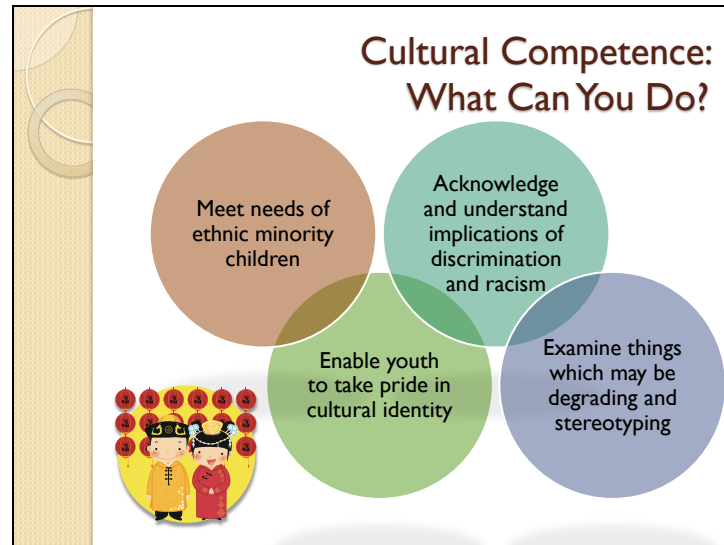 Cultural Competence:
What Can You Do?
Meet needs of
ethnic minority
children
Acknowledge
and understand
implications of
discrimination
and racism
Enable youth
to take pride in
cultural identity
Examine things
which may be
degrading and
stereotyping